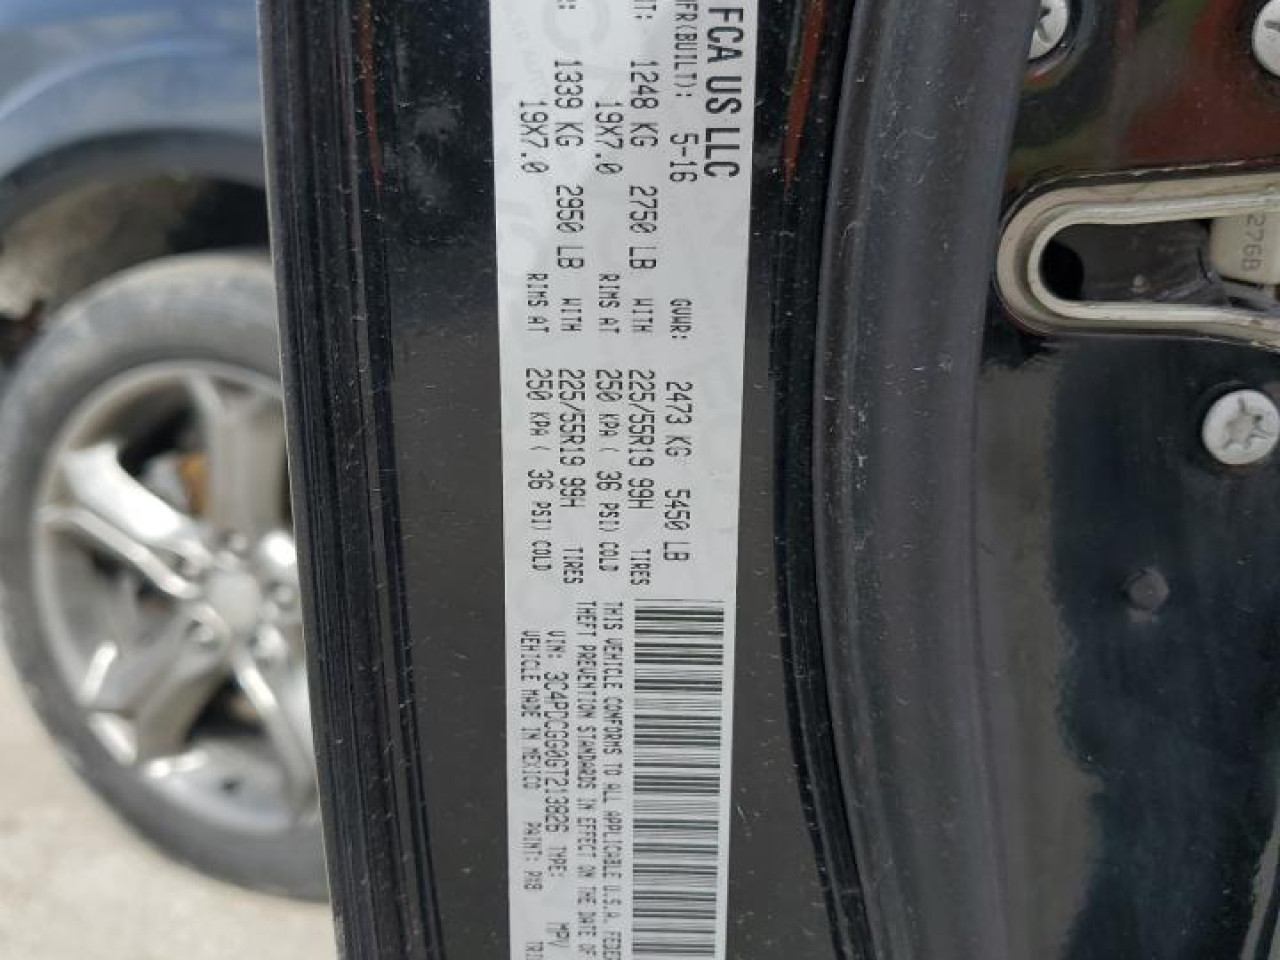 FCA US LLC
MFR(BUILT): 5-16
GVWR: 2473 KG 5450 LB
1248 KG 2750 LB WITH 225/55R19 99H TIRES
19X7.0 RIMS AT 250 KPA ( 36 PSI) COLD
1339 KG 2950 LB WITH 225/55R19 99H TIRES
19X7.0 RIMS AT 250 KPA ( 36 PSI) COLD
THIS VEHICLE CONFORMS TO ALL APPLICABLE U.S.A. FEDER
THEFT PREVENTION STANDARDS IN EFFECT ON THE DATE OF
VIN: 3C4PDCGG0GT213826 TYPE: MPV
VEHICLE MADE IN MEXICO PAINT: PX8 TRI
276B